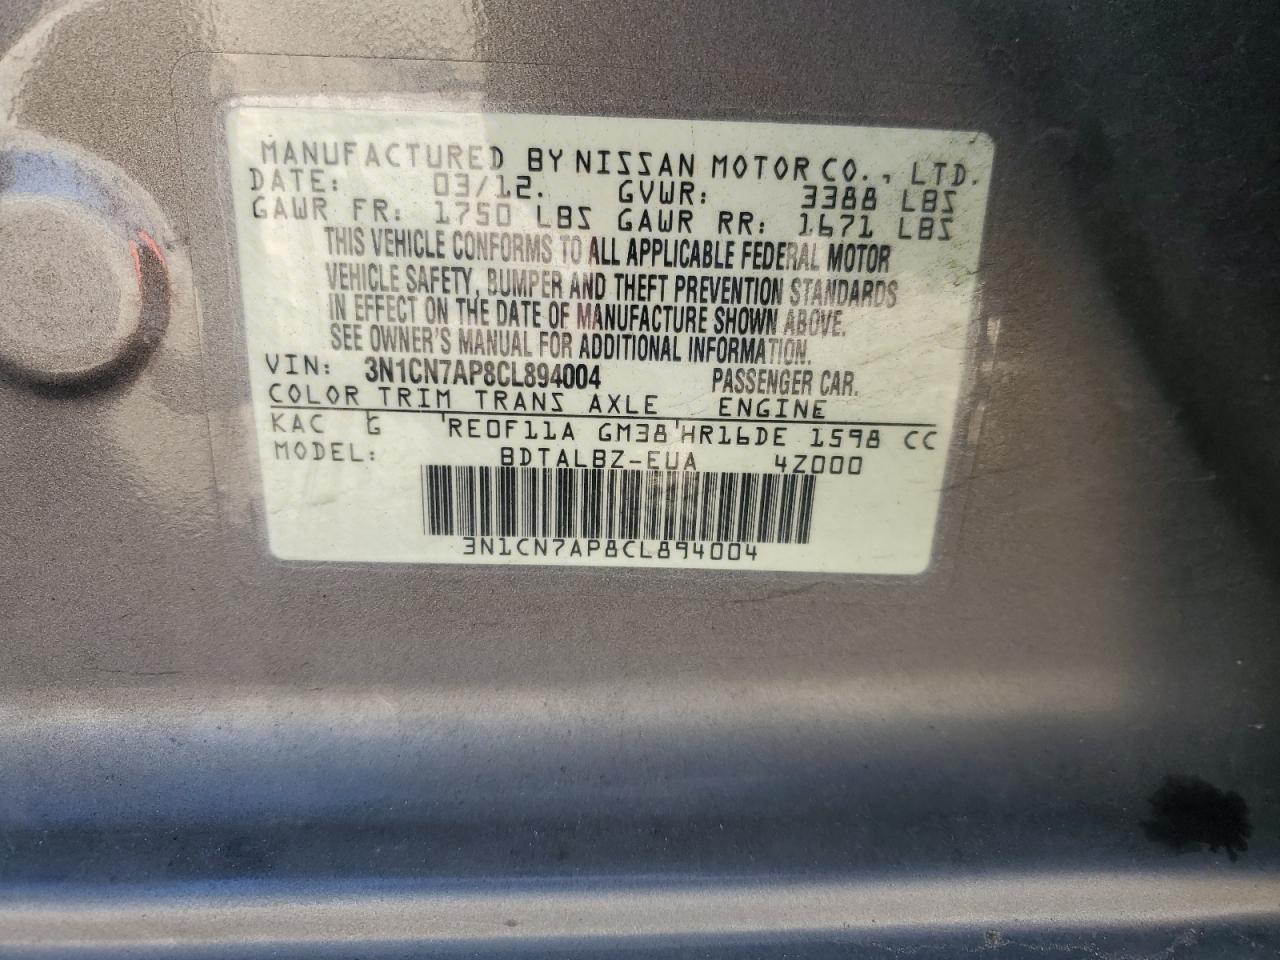 MANUFACTURED BY NISSAN MOTOR CO., LTD.
DATE: 03/12. GVWR: 3388 LBS
GAWR FR: 1750 LBS GAWR RR: 1671 LBS
THIS VEHICLE CONFORMS TO ALL APPLICABLE FEDERAL MOTOR
VEHICLE SAFETY, BUMPER AND THEFT PREVENTION STANDARDS
IN EFFECT ON THE DATE OF MANUFACTURE SHOWN ABOVE.
SEE OWNER'S MANUAL FOR ADDITIONAL INFORMATION.
VIN: 3N1CN7AP8CL894004 PASSENGER CAR.
COLOR TRIM TRANS AXLE ENGINE
KAC G RE0F11A GM38 HR16DE 1598 CC
MODEL: BDTALBZ-EUA 4Z000
3N1CN7AP8CL894004